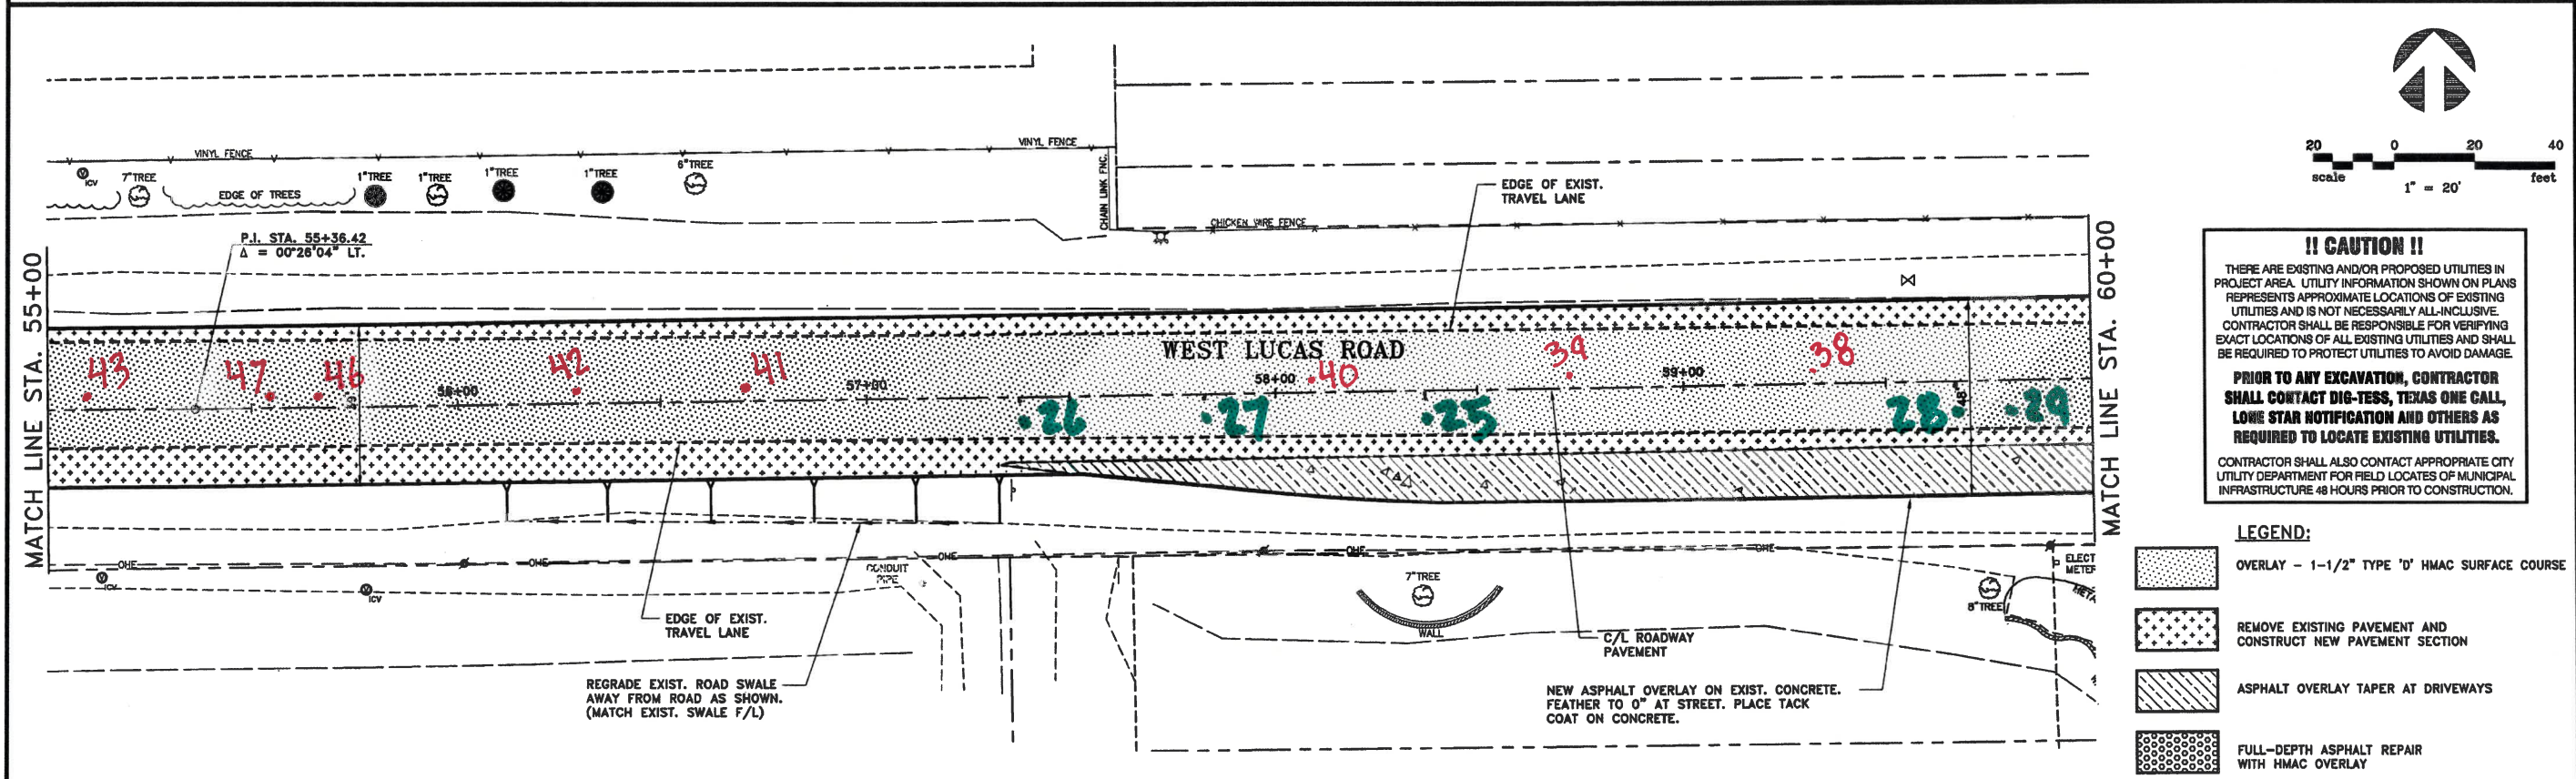 VINYL FENCE
VINYL FENCE
ICV
7" TREE
EDGE OF TREES
1" TREE
1" TREE
1" TREE
1" TREE
6" TREE
CHAIN LINK FNC.
CHICKEN WIRE FENCE
EDGE OF EXIST.
TRAVEL LANE
P.I. STA. 55+36.42
Δ = 00°26'04" LT.
MATCH LINE STA. 55+00
WEST LUCAS ROAD
43
47
46
42
41
40
39
38
56+00
57+00
58+00
59+00
26
27
25
28
29
48'
MATCH LINE STA. 60+00
OHE
OHE
OHE
OHE
OHE
ICV
ICV
CONDUIT
PIPE
EDGE OF EXIST.
TRAVEL LANE
REGRADE EXIST. ROAD SWALE
AWAY FROM ROAD AS SHOWN.
(MATCH EXIST. SWALE F/L)
7" TREE
WALL
C/L ROADWAY
PAVEMENT
NEW ASPHALT OVERLAY ON EXIST. CONCRETE.
FEATHER TO 0" AT STREET. PLACE TACK
COAT ON CONCRETE.
8" TREE
ELECT
METER
META
20 0 20 40
scale feet
1" = 20'
!! CAUTION !!
THERE ARE EXISTING AND/OR PROPOSED UTILITIES IN
PROJECT AREA. UTILITY INFORMATION SHOWN ON PLANS
REPRESENTS APPROXIMATE LOCATIONS OF EXISTING
UTILITIES AND IS NOT NECESSARILY ALL-INCLUSIVE.
CONTRACTOR SHALL BE RESPONSIBLE FOR VERIFYING
EXACT LOCATIONS OF ALL EXISTING UTILITIES AND SHALL
BE REQUIRED TO PROTECT UTILITIES TO AVOID DAMAGE.
PRIOR TO ANY EXCAVATION, CONTRACTOR
SHALL CONTACT DIG-TESS, TEXAS ONE CALL,
LONE STAR NOTIFICATION AND OTHERS AS
REQUIRED TO LOCATE EXISTING UTILITIES.
CONTRACTOR SHALL ALSO CONTACT APPROPRIATE CITY
UTILITY DEPARTMENT FOR FIELD LOCATES OF MUNICIPAL
INFRASTRUCTURE 48 HOURS PRIOR TO CONSTRUCTION.
LEGEND:
OVERLAY - 1-1/2" TYPE 'D' HMAC SURFACE COURSE
REMOVE EXISTING PAVEMENT AND
CONSTRUCT NEW PAVEMENT SECTION
ASPHALT OVERLAY TAPER AT DRIVEWAYS
FULL-DEPTH ASPHALT REPAIR
WITH HMAC OVERLAY